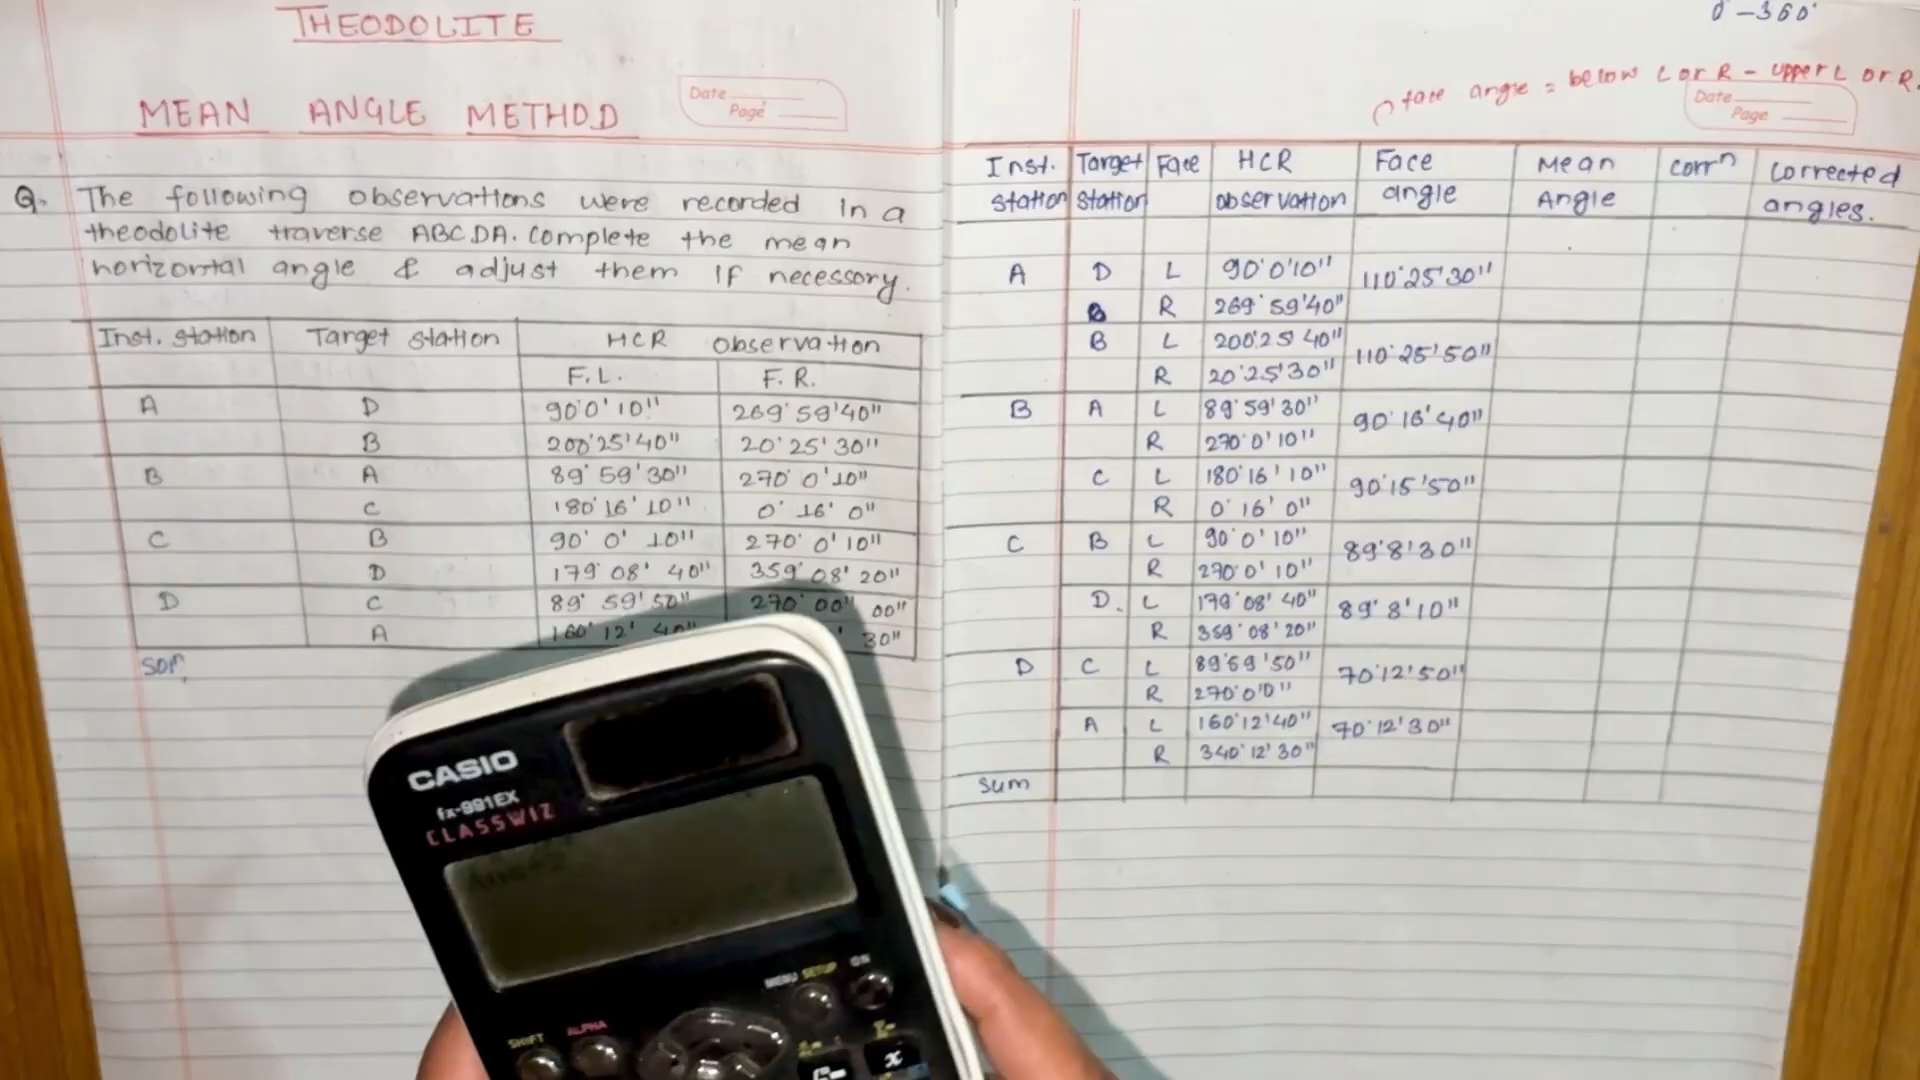 THEODOLITE
MEAN ANGLE METHOD
Date
Page
Q. The following observations were recorded in a
theodolite traverse ABCDA. Complete the mean
horizontal angle & adjust them if necessary.
Inst. station Target station HCR observation
F.L. F.R.
A D 90°0'10" 269°59'40"
B 200°25'40" 20°25'30"
B A 89°59'30" 270°0'10"
C 180°16'10" 0°16'0"
C B 90°0'10" 270°0'10"
D 179°08'40" 359°08'20"
D C 89°59'50" 270°00" 00"
A 160°12'40" ' 30"
Soln,
CASIO
fx-991EX
CLASSWIZ
MENU SETUP ON
SHIFT ALPHA
x
0°-360°
face angle = below L or R - upper L or R
Date
Page
Inst. station Target station Face HCR observation Face angle Mean Angle corrn corrected angles.
A D L 90°0'10" 110°25'30"
B R 269°59'40"
B L 200°25'40" 110°25'50"
R 20°25'30"
B A L 89°59'30" 90°16'40"
R 270°0'10"
C L 180°16'10" 90°15'50"
R 0°16'0"
C B L 90°0'10" 89°8'30"
R 270°0'10"
D. L 179°08'40" 89°8'10"
R 359°08'20"
D C L 89°59'50" 70°12'50"
R 270°0'0"
A L 160°12'40" 70°12'30"
R 340°12'30"
sum